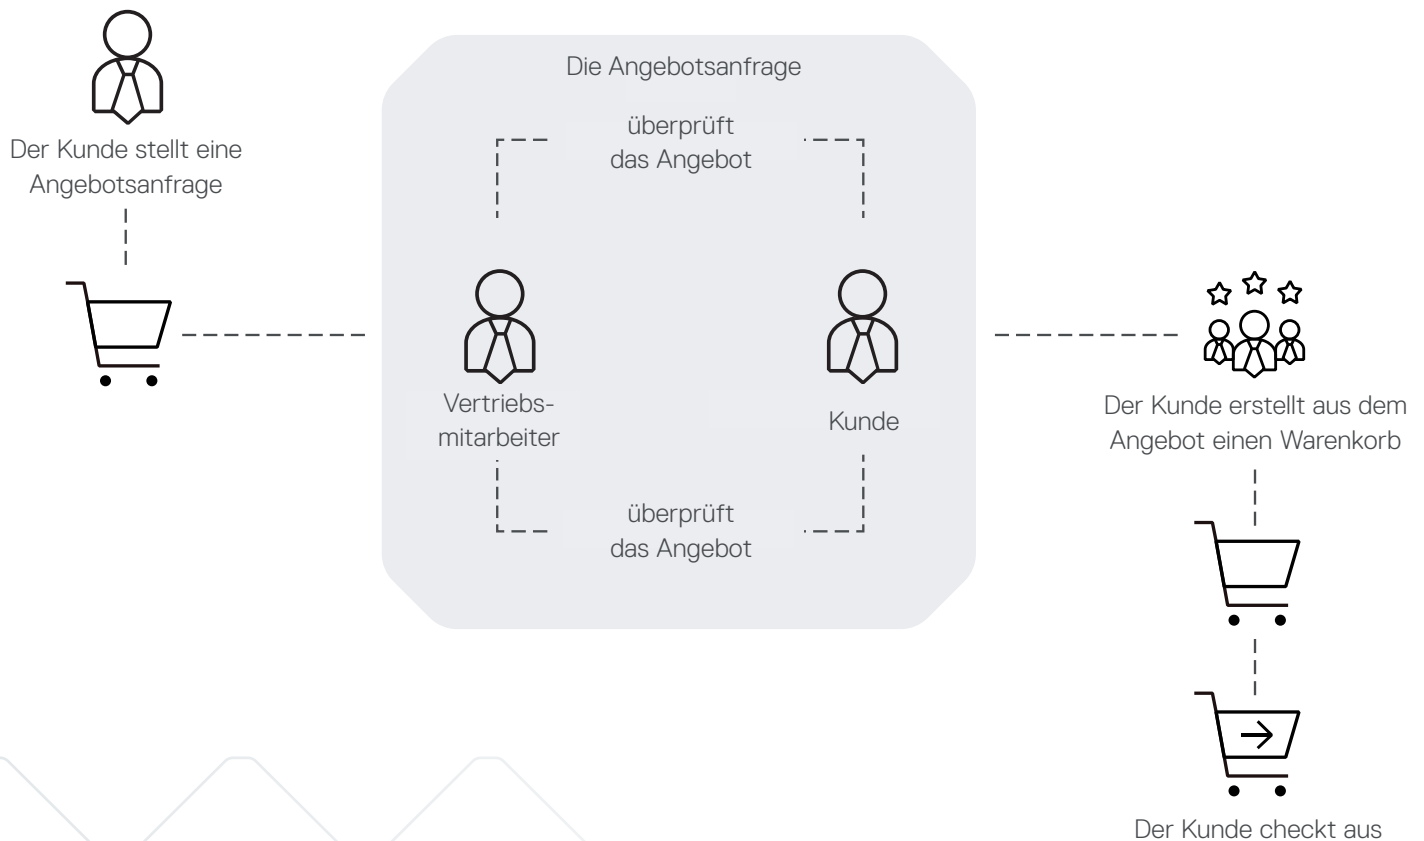 Der Kunde stellt eine
Angebotsanfrage
Die Angebotsanfrage
überprüft
das Angebot
Vertriebs-
mitarbeiter
Kunde
überprüft
das Angebot
Der Kunde erstellt aus dem
Angebot einen Warenkorb
Der Kunde checkt aus